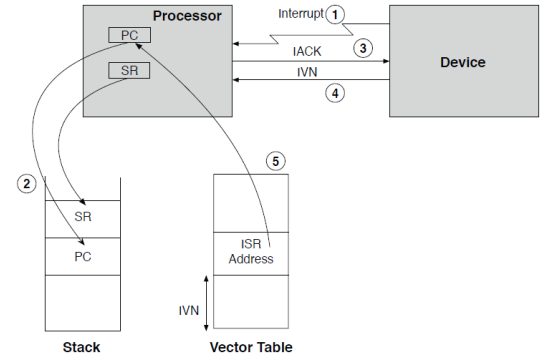 Processor
Interrupt 1
PC
IACK
3
SR
IVN
Device
4
5
2
SR
PC
ISR
Address
IVN
Stack
Vector Table